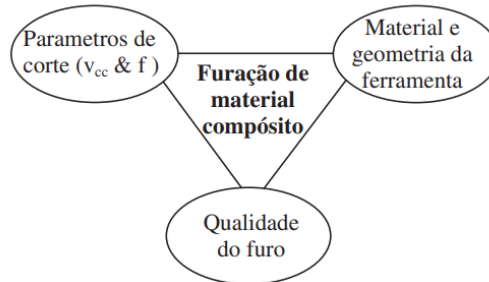 Parametros de
corte (vcc & f )
Material e
geometria da
ferramenta
Furação de
material
compósito
Qualidade
do furo